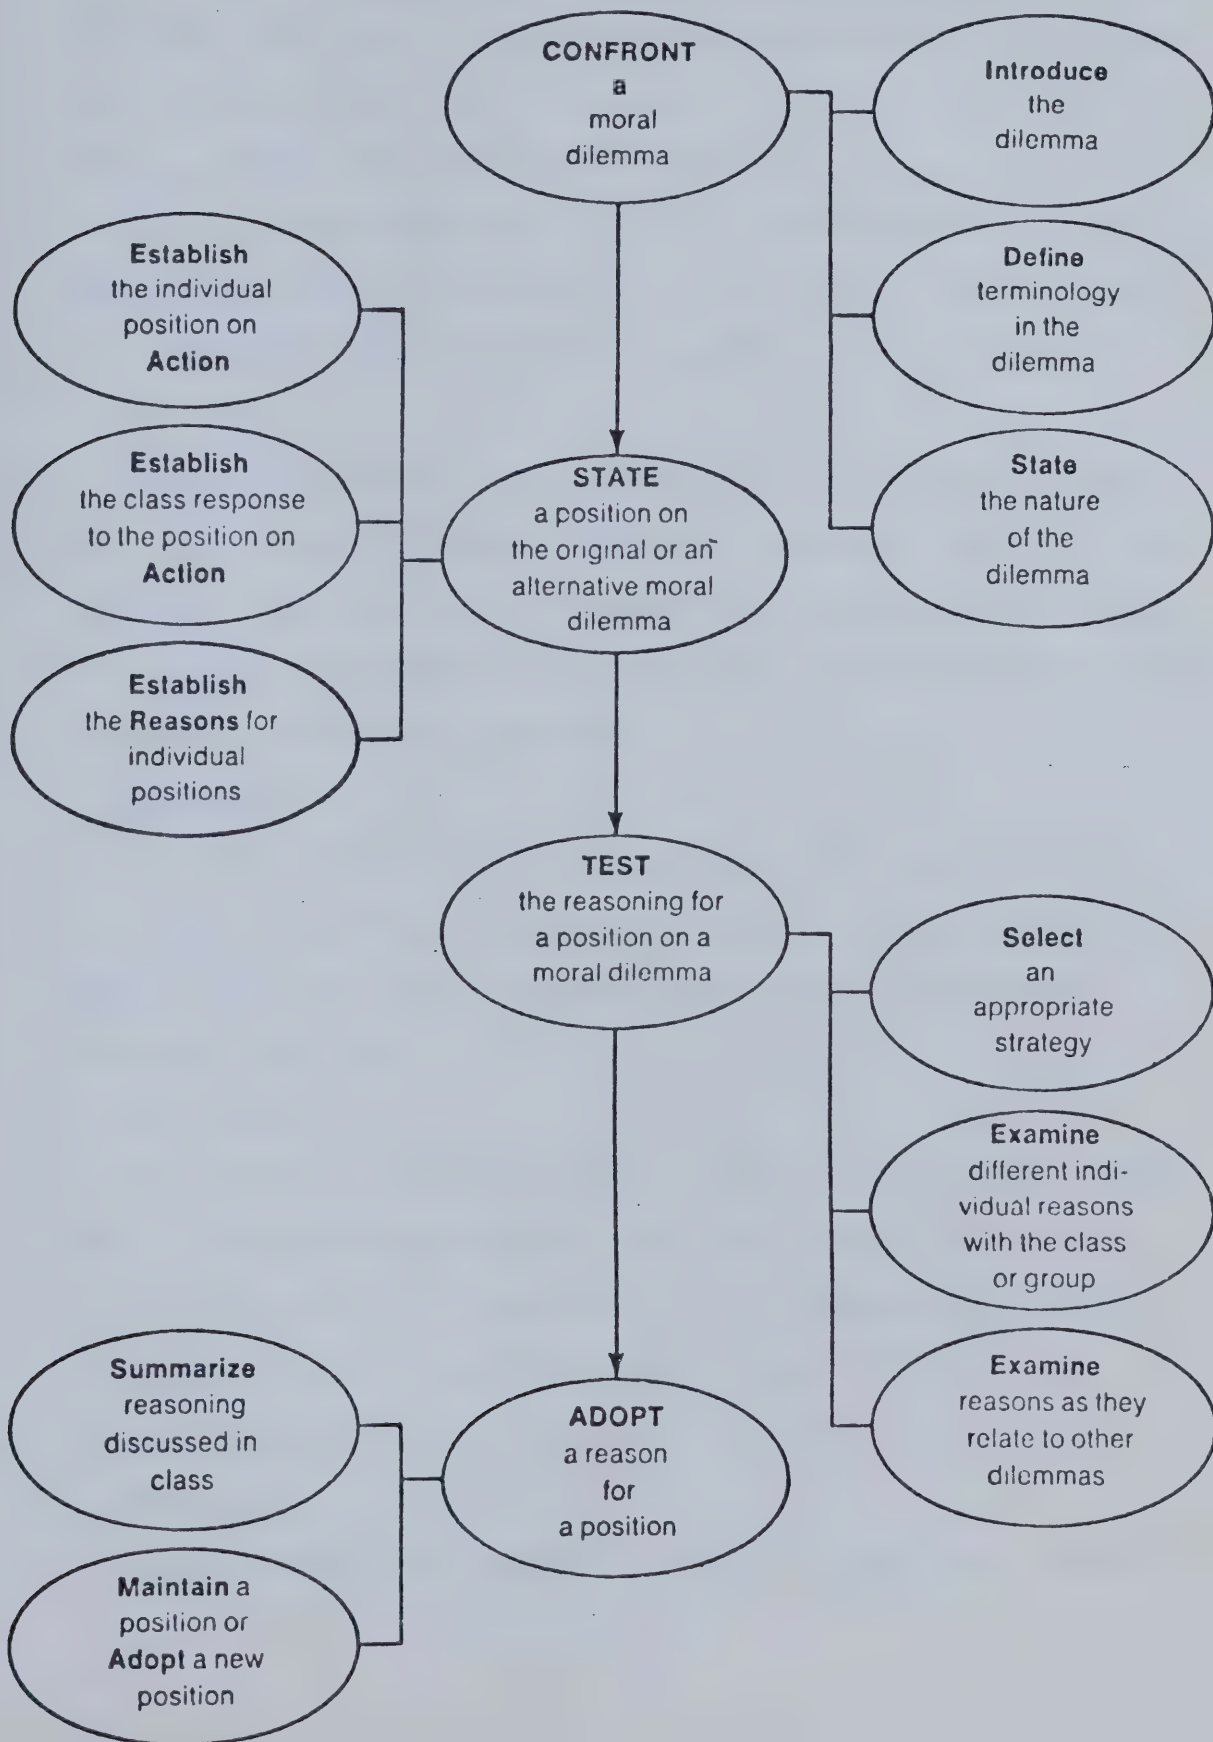 CONFRONT
a
moral
dilemma
Introduce
the
dilemma
Define
terminology
in the
dilemma
State
the nature
of the
dilemma
Establish
the individual
position on
Action
Establish
the class response
to the position on
Action
Establish
the Reasons for
individual
positions
STATE
a position on
the original or an
alternative moral
dilemma
TEST
the reasoning for
a position on a
moral dilemma
Select
an
appropriate
strategy
Examine
different indi-
vidual reasons
with the class
or group
Examine
reasons as they
relate to other
dilemmas
ADOPT
a reason
for
a position
Summarize
reasoning
discussed in
class
Maintain a
position or
Adopt a new
position